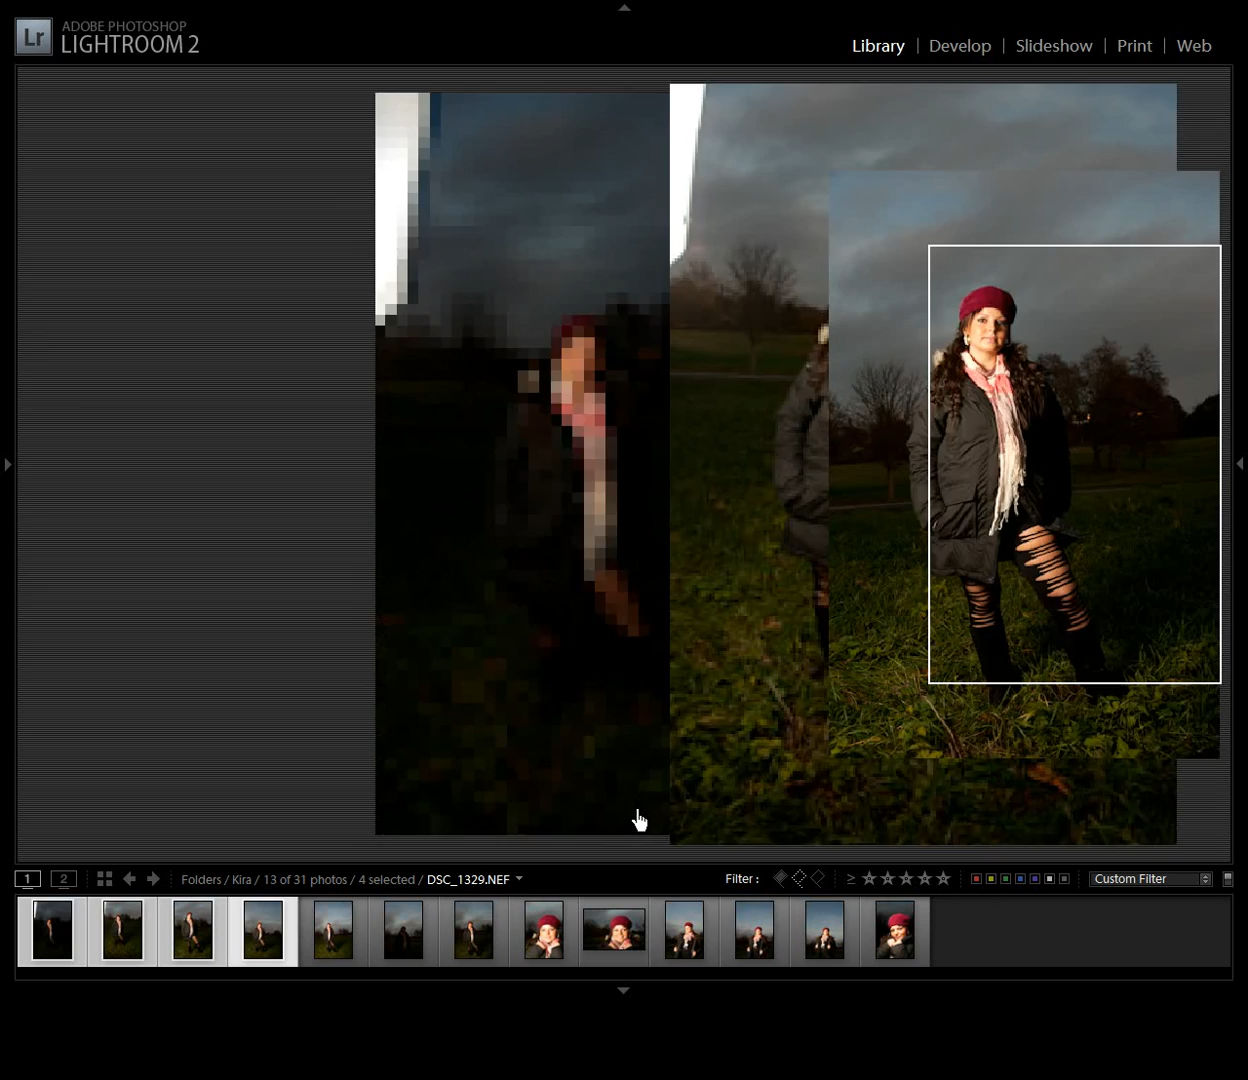 Lr
ADOBE PHOTOSHOP
LIGHTROOM 2
Library | Develop | Slideshow | Print | Web
1 2 Folders / Kira / 13 of 31 photos / 4 selected / DSC_1329.NEF Filter : ≥ Custom Filter